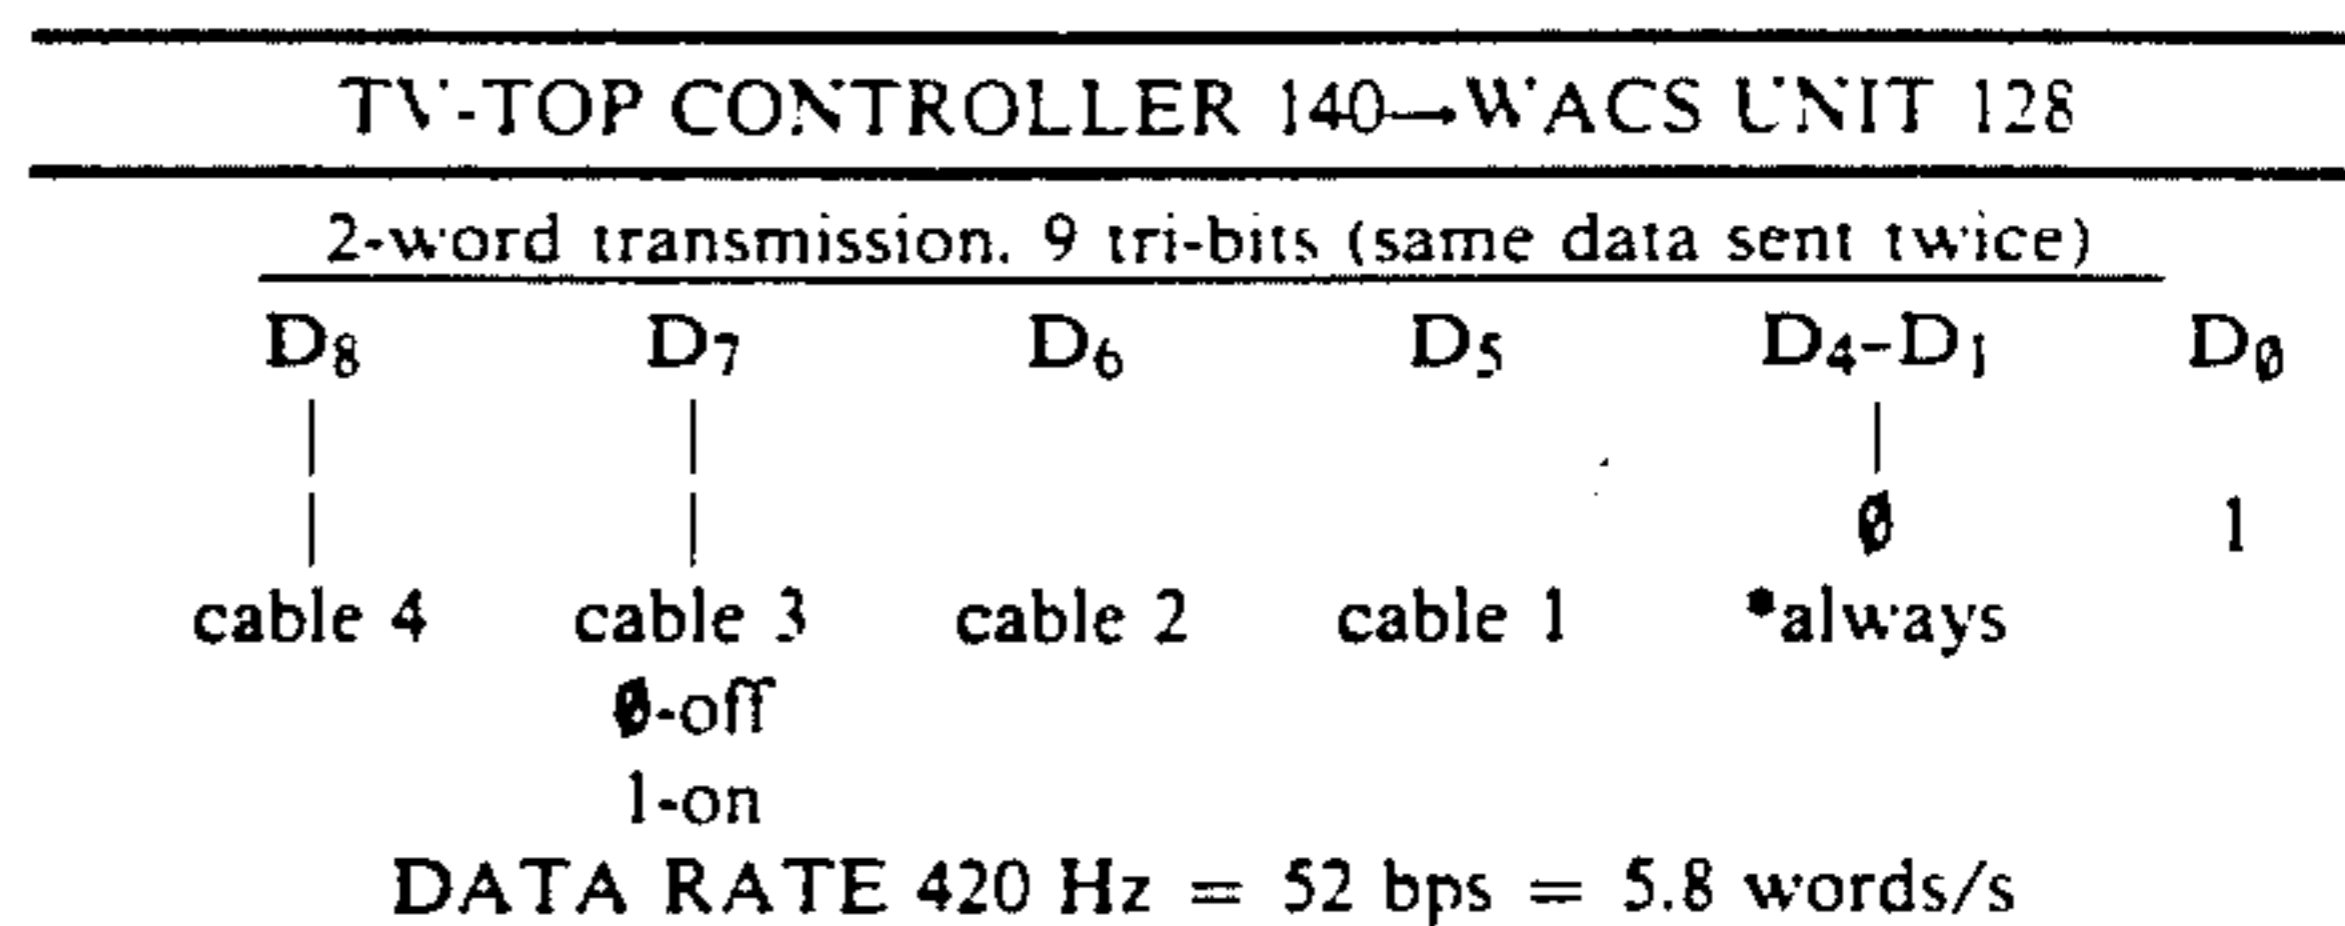 TV-TOP CONTROLLER 140→WACS UNIT 128
2-word transmission. 9 tri-bits (same data sent twice)
D8 D7 D6 D5 D4-D1 D0
0 1
cable 4 cable 3 cable 2 cable 1 *always
0-off
1-on
DATA RATE 420 Hz = 52 bps = 5.8 words/s